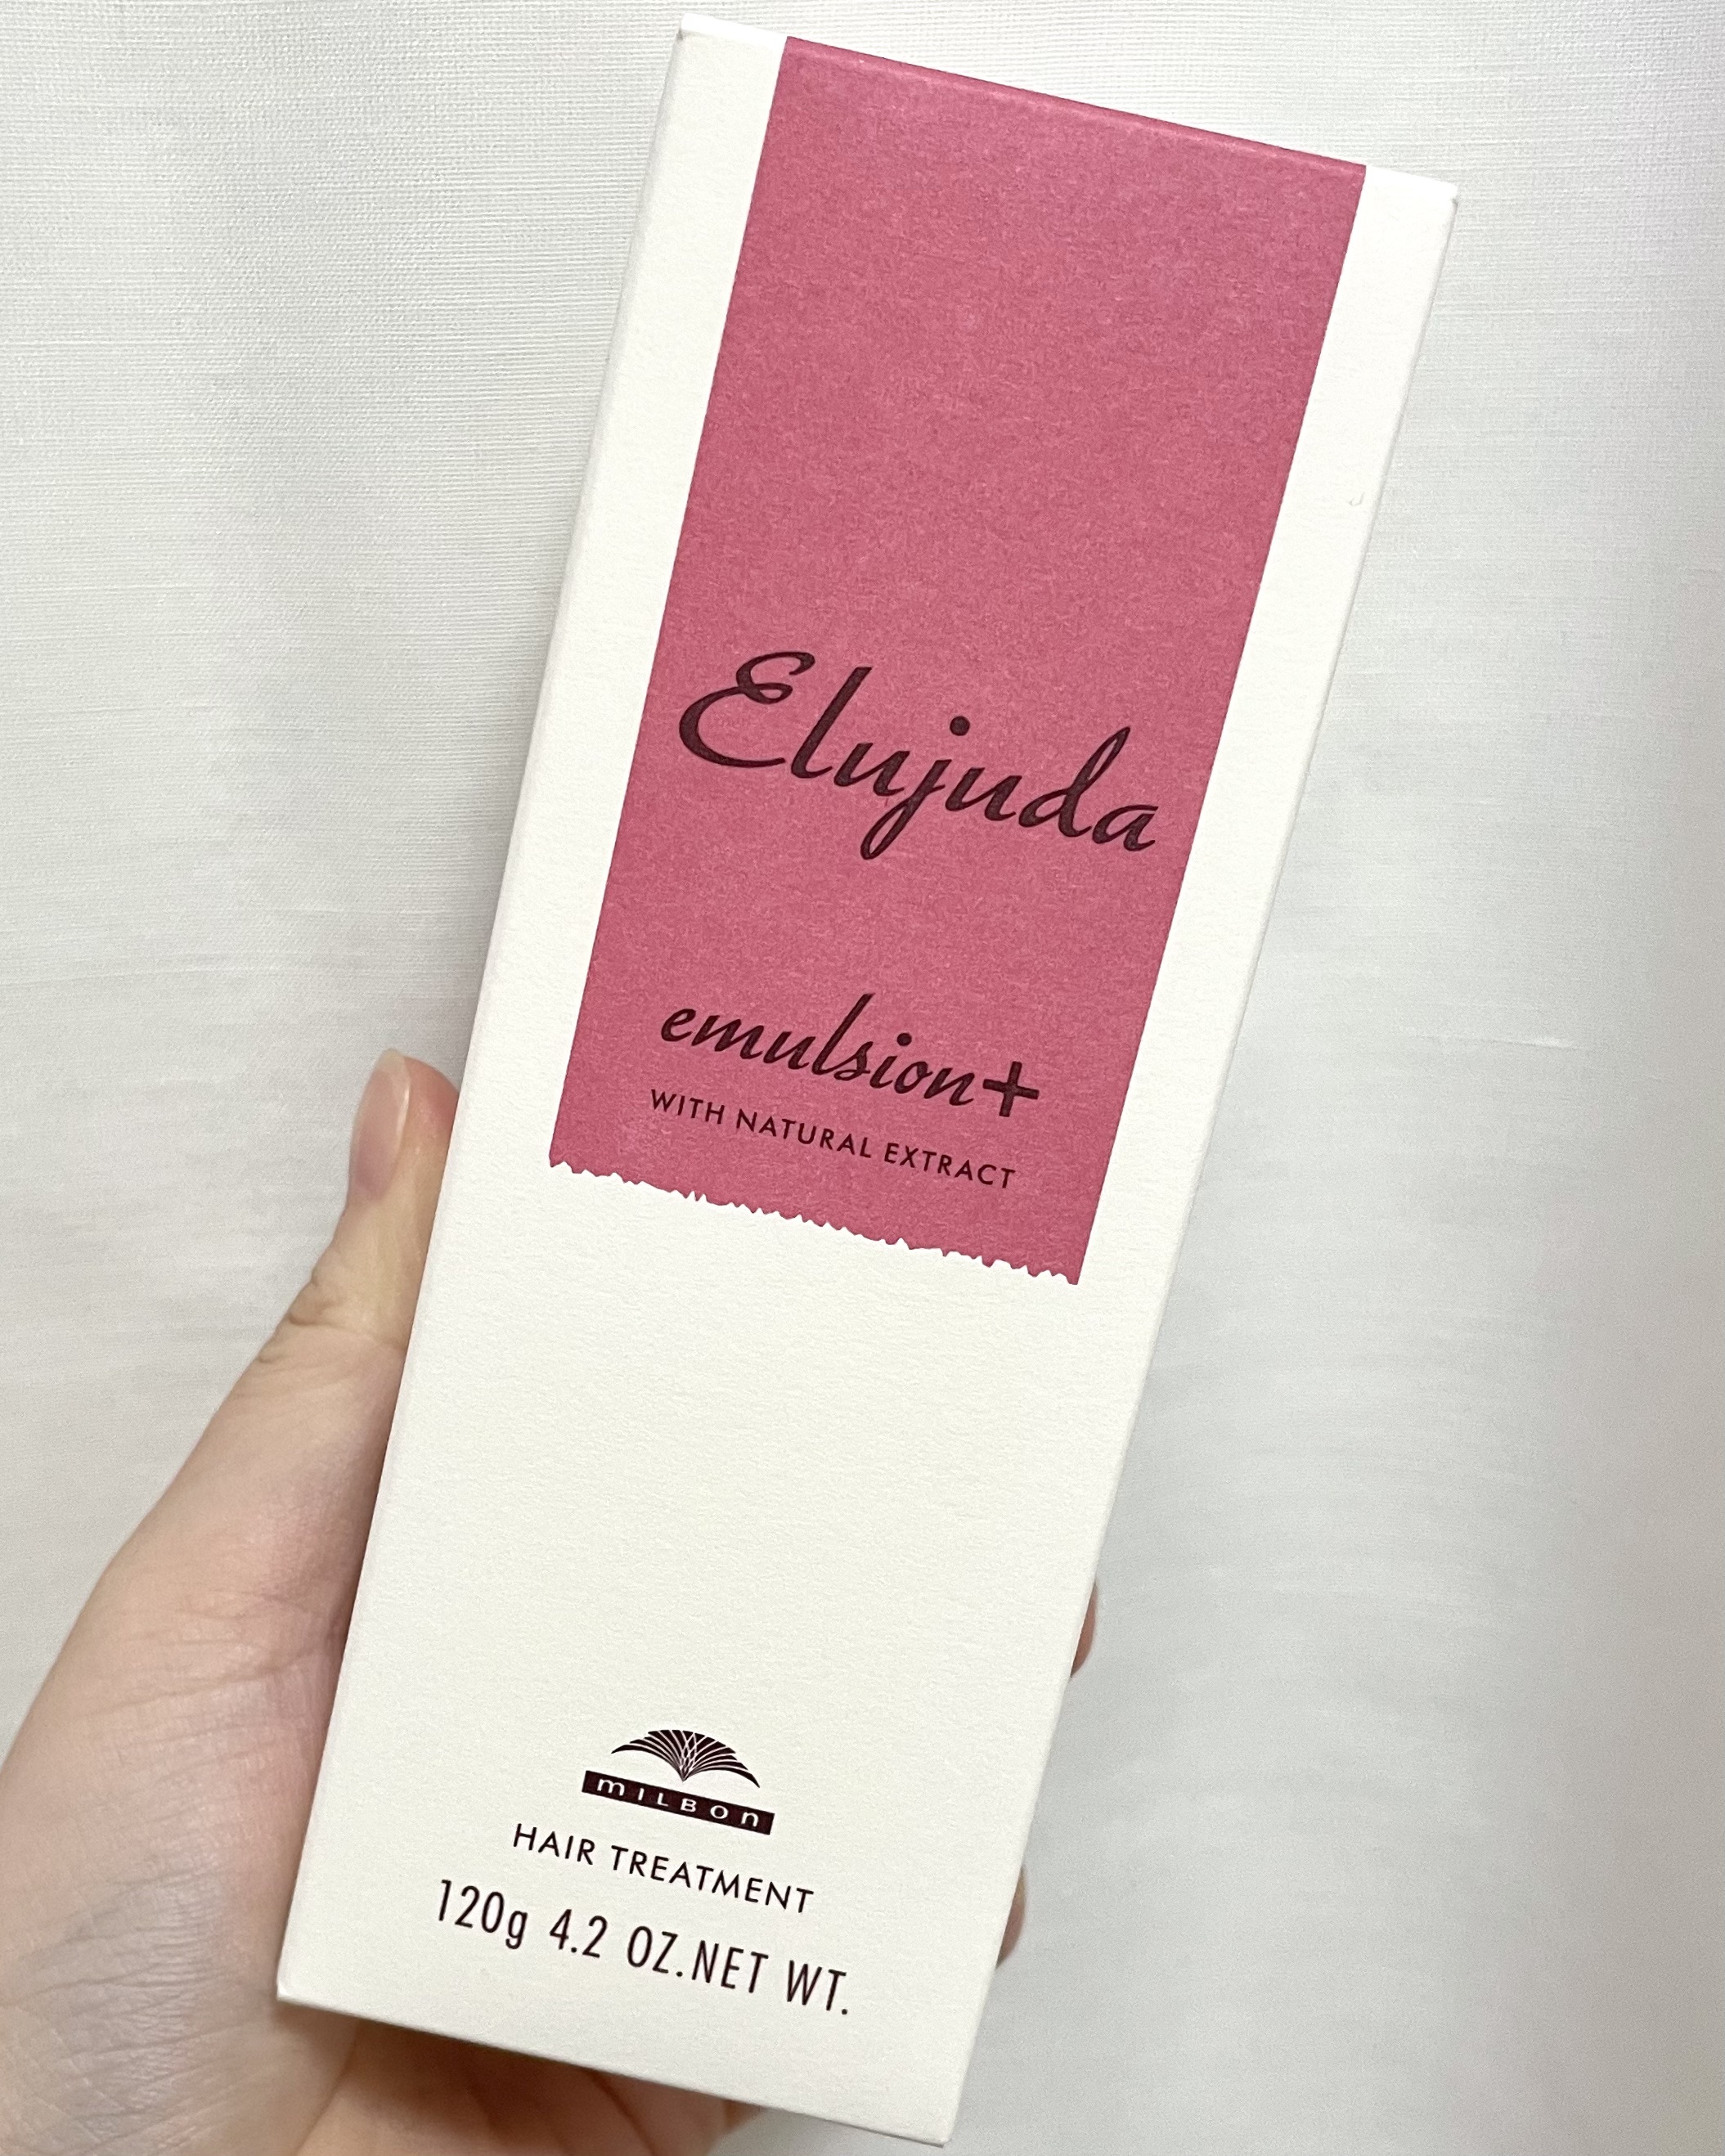 Elujuda
emulsion+
WITH NATURAL EXTRACT
milbon
HAIR TREATMENT
120g 4.2 OZ.NET WT.